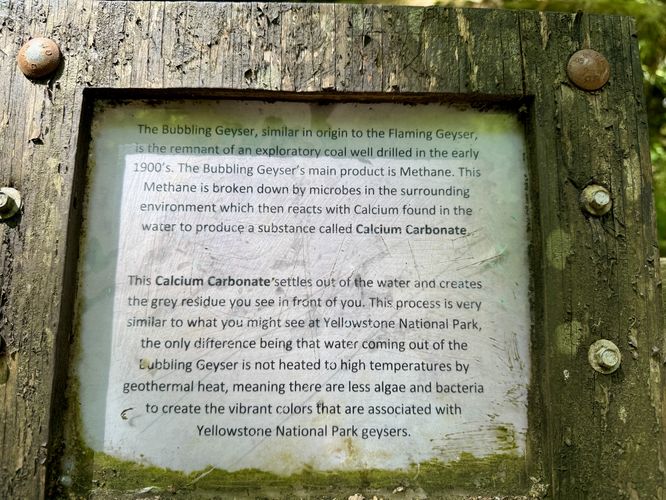 The Bubbling Geyser, similar in origin to the Flaming Geyser,
is the remnant of an exploratory coal well drilled in the early
1900's. The Bubbling Geyser's main product is Methane. This
Methane is broken down by microbes in the surrounding
environment which then reacts with Calcium found in the
water to produce a substance called Calcium Carbonate.
This Calcium Carbonate settles out of the water and creates
the grey residue you see in front of you. This process is very
similar to what you might see at Yellowstone National Park,
the only difference being that water coming out of the
Bubbling Geyser is not heated to high temperatures by
geothermal heat, meaning there are less algae and bacteria
to create the vibrant colors that are associated with
Yellowstone National Park geysers.